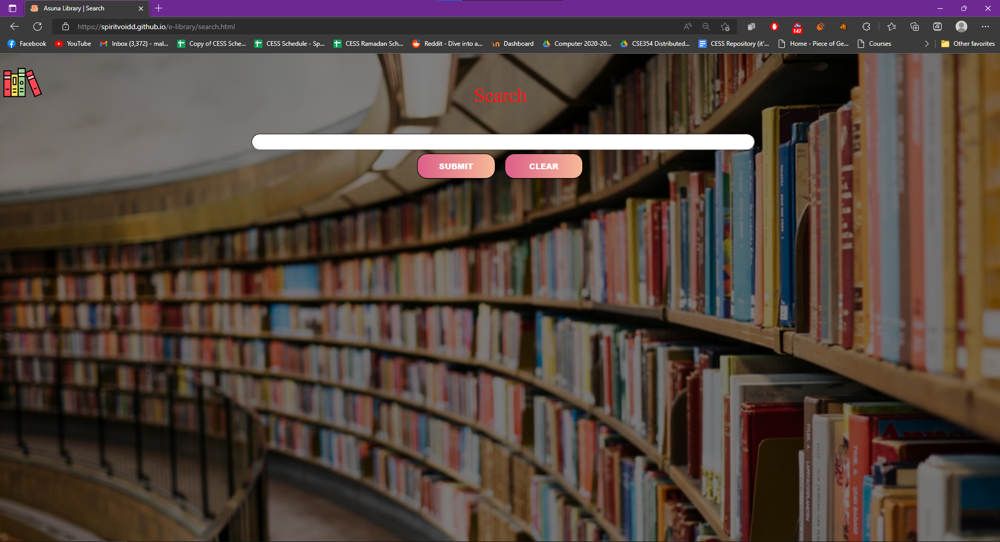 Asuna Library | Search
https://spiritvoidd.github.io/e-library/search.html
147
Facebook
YouTube
Inbox (3,372) - mal...
Copy of CESS Sche...
CESS Schedule - Sp...
CESS Ramadan Sch...
Reddit - Dive into a...
Dashboard
Computer 2020-20...
CSE354 Distributed...
CESS Repository (it'...
Home - Piece of Ge...
Courses
Other favorites
Search
SUBMIT
CLEAR